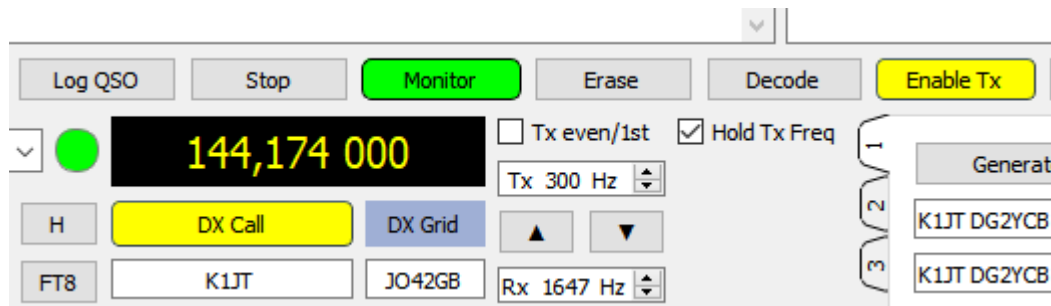 Log QSO Stop Monitor Erase Decode Enable Tx
144,174 000 Tx even/1st Hold Tx Freq 1
Tx 300 Hz Generat
H DX Call DX Grid ▲ ▼ 2 K1JT DG2YCB
FT8 K1JT JO42GB Rx 1647 Hz 3 K1JT DG2YCB